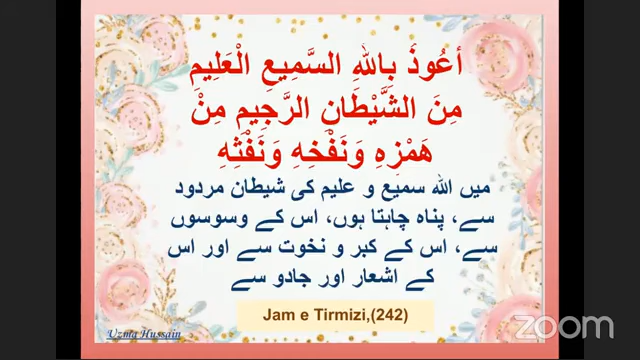 أعُوذُ بِاللهِ السَّمِيعِ الْعَلِيمِ
مِنَ الشَّيْطَانِ الرَّجِيمِ مِنْ
هَمْزِهِ وَنَفْخِهِ وَنَفْثِهِ
میں اللہ سمیع و علیم کی شیطان مردود
سے، پناہ چاہتا ہوں، اس کے وسوسوں
سے، اس کے کبر و نخوت سے اور اس
کے اشعار اور جادو سے
Jam e Tirmizi,(242)
Uzma Hussain
zoom